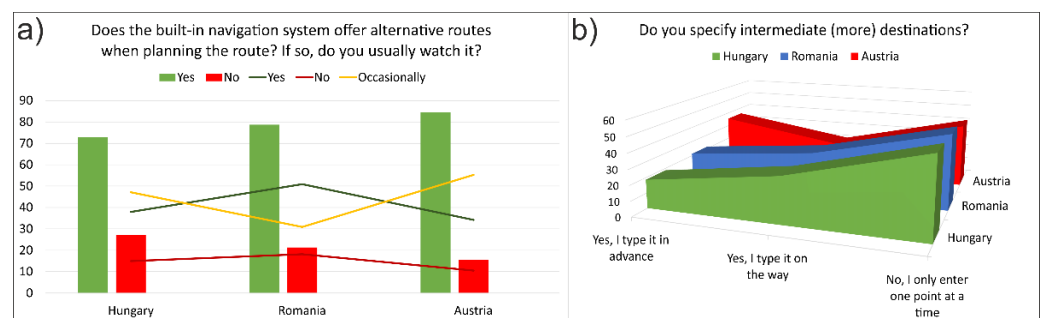 a)
Does the built-in navigation system offer alternative routes
when planning the route? If so, do you usually watch it?
Yes No Yes No Occasionally
90
80
70
60
50
40
30
20
10
0
Hungary Romania Austria
b)
Do you specify intermediate (more) destinations?
Hungary Romania Austria
60
50
40
30
20
10
0
Austria
Romania
Hungary
Yes, I type it in
advance
Yes, I type it on
the way
No, I only enter
one point at a
time